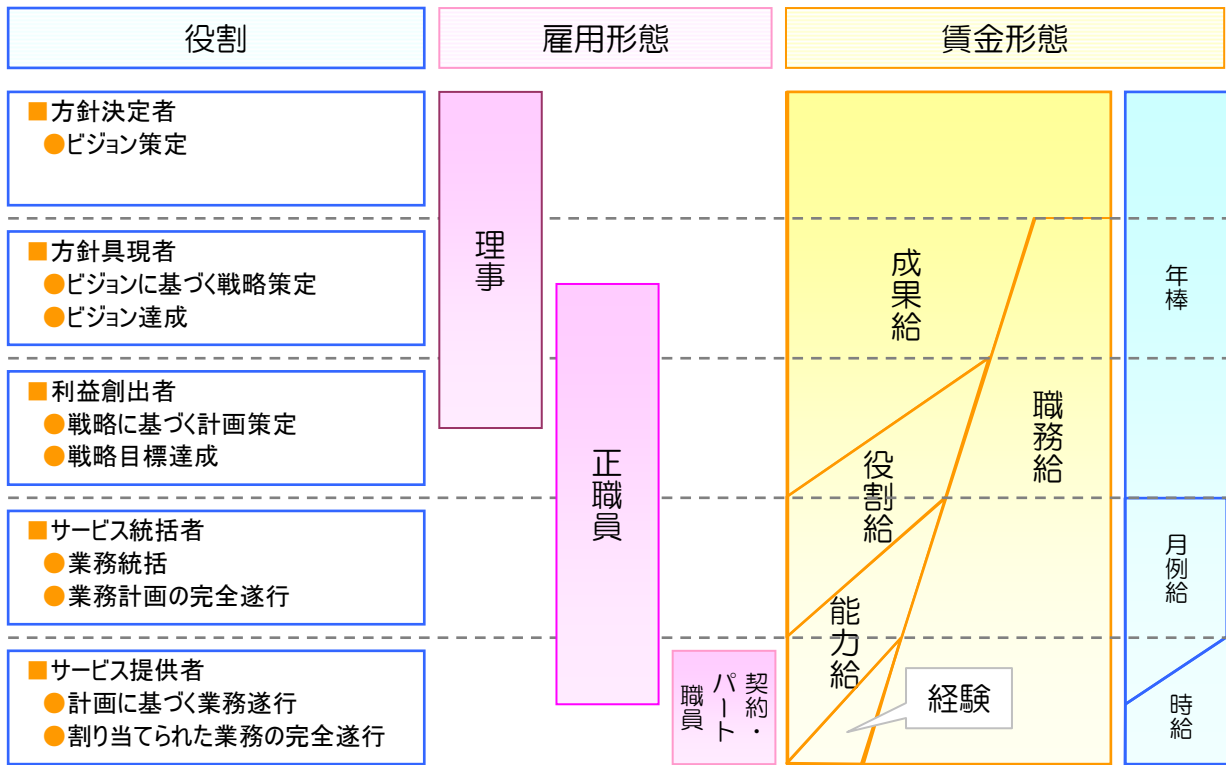 役割
雇用形態
賃金形態
■方針決定者
●ビジョン策定
■方針具現者
●ビジョンに基づく戦略策定
●ビジョン達成
■利益創出者
●戦略に基づく計画策定
●戦略目標達成
■サービス統括者
●業務統括
●業務計画の完全遂行
■サービス提供者
●計画に基づく業務遂行
●割り当てられた業務の完全遂行
理事
正職員
契約・
パート
職員
成果給
役割給
能力給
経験
職務給
年棒
月例給
時給